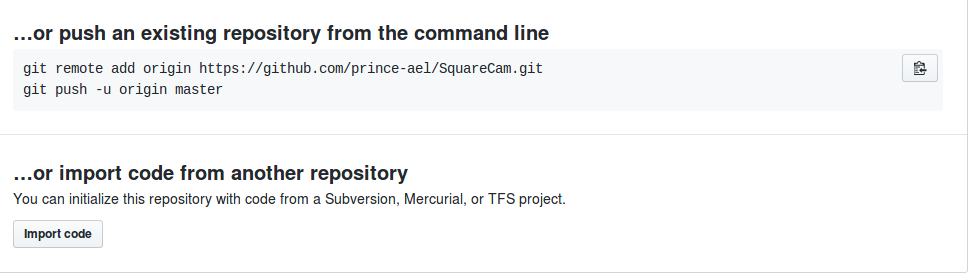 …or push an existing repository from the command line
git remote add origin https://github.com/prince-ael/SquareCam.git
git push -u origin master
…or import code from another repository
You can initialize this repository with code from a Subversion, Mercurial, or TFS project.
Import code